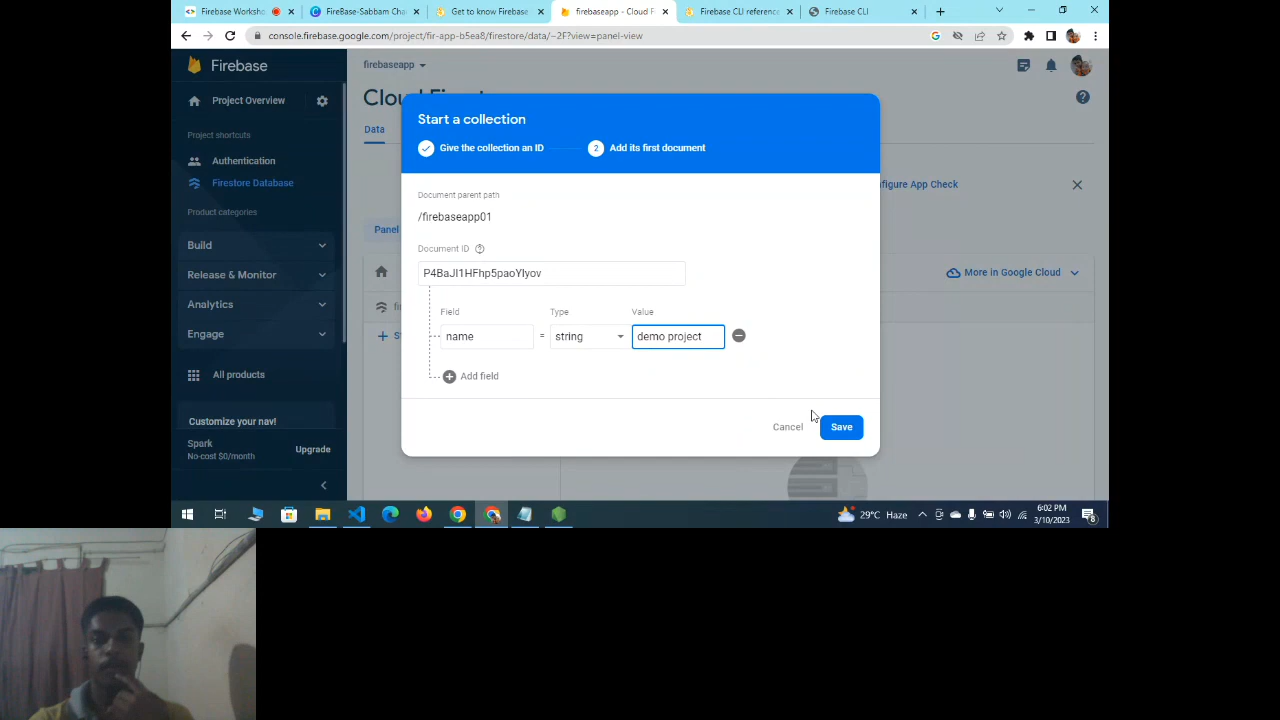 Firebase Worksho
FireBase-Sabbam Cha
Get to know Firebase
firebaseapp - Cloud F
Firebase CLI reference
Firebase CLI
console.firebase.google.com/project/fir-app-b5ea8/firestore/data/~2F?view=panel-view
Firebase
firebaseapp
Project Overview
Project shortcuts
Authentication
Firestore Database
Product categories
Build
Release & Monitor
Analytics
Engage
All products
Customize your nav!
Spark
No-cost $0/month
Upgrade
Data
figure App Check
Panel
More in Google Cloud
Start a collection
Give the collection an ID
2 Add its first document
Document parent path
/firebaseapp01
Document ID
P4BaJI1HFhp5paoYIyov
Field Type Value
name = string demo project
Add field
Cancel Save
29°C Haze
6:02 PM
3/10/2023
8